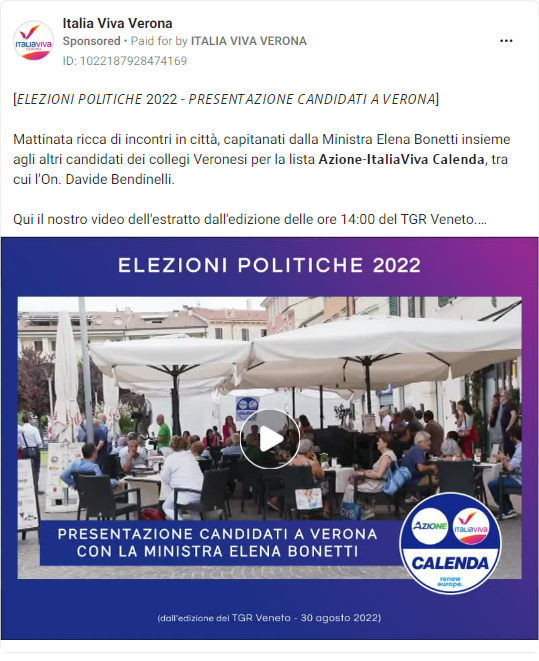 Italia Viva Verona
Sponsored • Paid for by ITALIA VIVA VERONA
ID: 1022187928474169
[ELEZIONI POLITICHE 2022 - PRESENTAZIONE CANDIDATI A VERONA]
Mattinata ricca di incontri in città, capitanati dalla Ministra Elena Bonetti insieme
agli altri candidati dei collegi Veronesi per la lista Azione-ItaliaViva Calenda, tra
cui l'On. Davide Bendinelli.
Qui il nostro video dell'estratto dall'edizione delle ore 14:00 del TGR Veneto....
ELEZIONI POLITICHE 2022
PRESENTAZIONE CANDIDATI A VERONA
CON LA MINISTRA ELENA BONETTI
AZIONE ITALIAVIVA
CALENDA
renew
europe.
(dall'edizione del TGR Veneto - 30 agosto 2022)